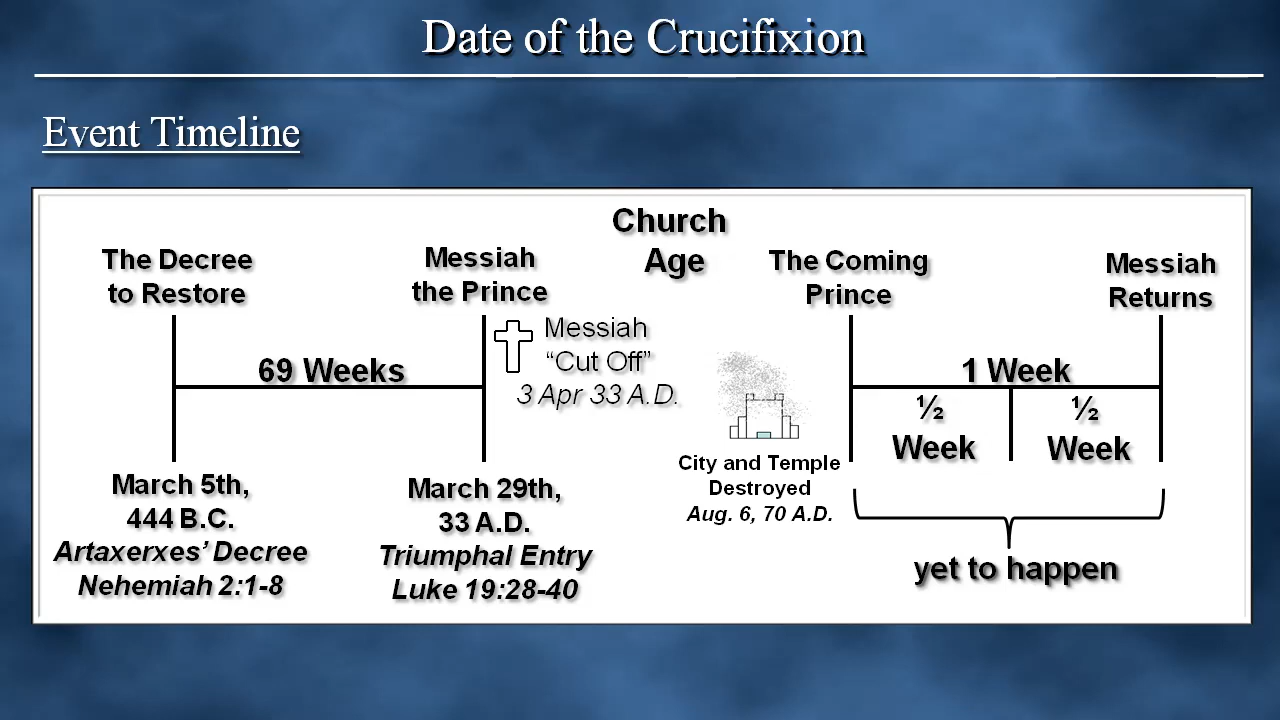 Date of the Crucifixion
Event Timeline
The Decree
to Restore
69 Weeks
March 5th,
444 B.C.
Artaxerxes’ Decree
Nehemiah 2:1-8
Messiah
the Prince
Messiah
“Cut Off”
3 Apr 33 A.D.
March 29th,
33 A.D.
Triumphal Entry
Luke 19:28-40
Church
Age
City and Temple
Destroyed
Aug. 6, 70 A.D.
The Coming
Prince
1 Week
½
Week
½
Week
Messiah
Returns
yet to happen